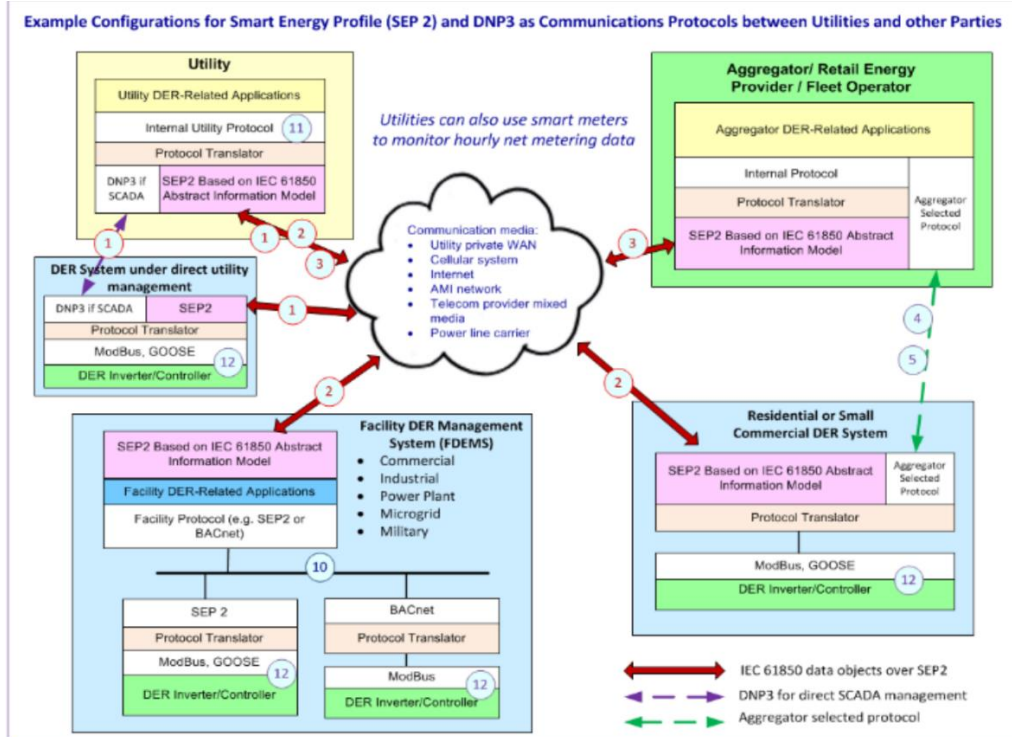 Example Configurations for Smart Energy Profile (SEP 2) and DNP3 as Communications Protocols between Utilities and other Parties
Utility
Utility DER-Related Applications
Internal Utility Protocol
11
Protocol Translator
DNP3 if
SCADA
SEP2 Based on IEC 61850
Abstract Information Model
Utilities can also use smart meters
to monitor hourly net metering data
Aggregator/ Retail Energy
Provider / Fleet Operator
Aggregator DER-Related Applications
Internal Protocol
Protocol Translator
SEP2 Based on IEC 61850 Abstract
Information Model
Aggregator
Selected
Protocol
1
1
2
3
3
Communication media:
• Utility private WAN
• Cellular system
• Internet
• AMI network
• Telecom provider mixed
media
• Power line carrier
DER System under direct utility
management
DNP3 if SCADA
SEP2
Protocol Translator
ModBus, GOOSE
12
DER Inverter/Controller
1
2
2
4
5
Facility DER Management
System (FDEMS)
• Commercial
• Industrial
• Power Plant
• Microgrid
• Military
SEP2 Based on IEC 61850 Abstract
Information Model
Facility DER-Related Applications
Facility Protocol (e.g. SEP2 or
BACnet)
10
SEP 2
Protocol Translator
ModBus, GOOSE
12
DER Inverter/Controller
BACnet
Protocol Translator
ModBus
12
DER Inverter/Controller
Residential or Small
Commercial DER System
SEP2 Based on IEC 61850 Abstract
Information Model
Aggregator
Selected
Protocol
Protocol Translator
ModBus, GOOSE
12
DER Inverter/Controller
IEC 61850 data objects over SEP2
DNP3 for direct SCADA management
Aggregator selected protocol